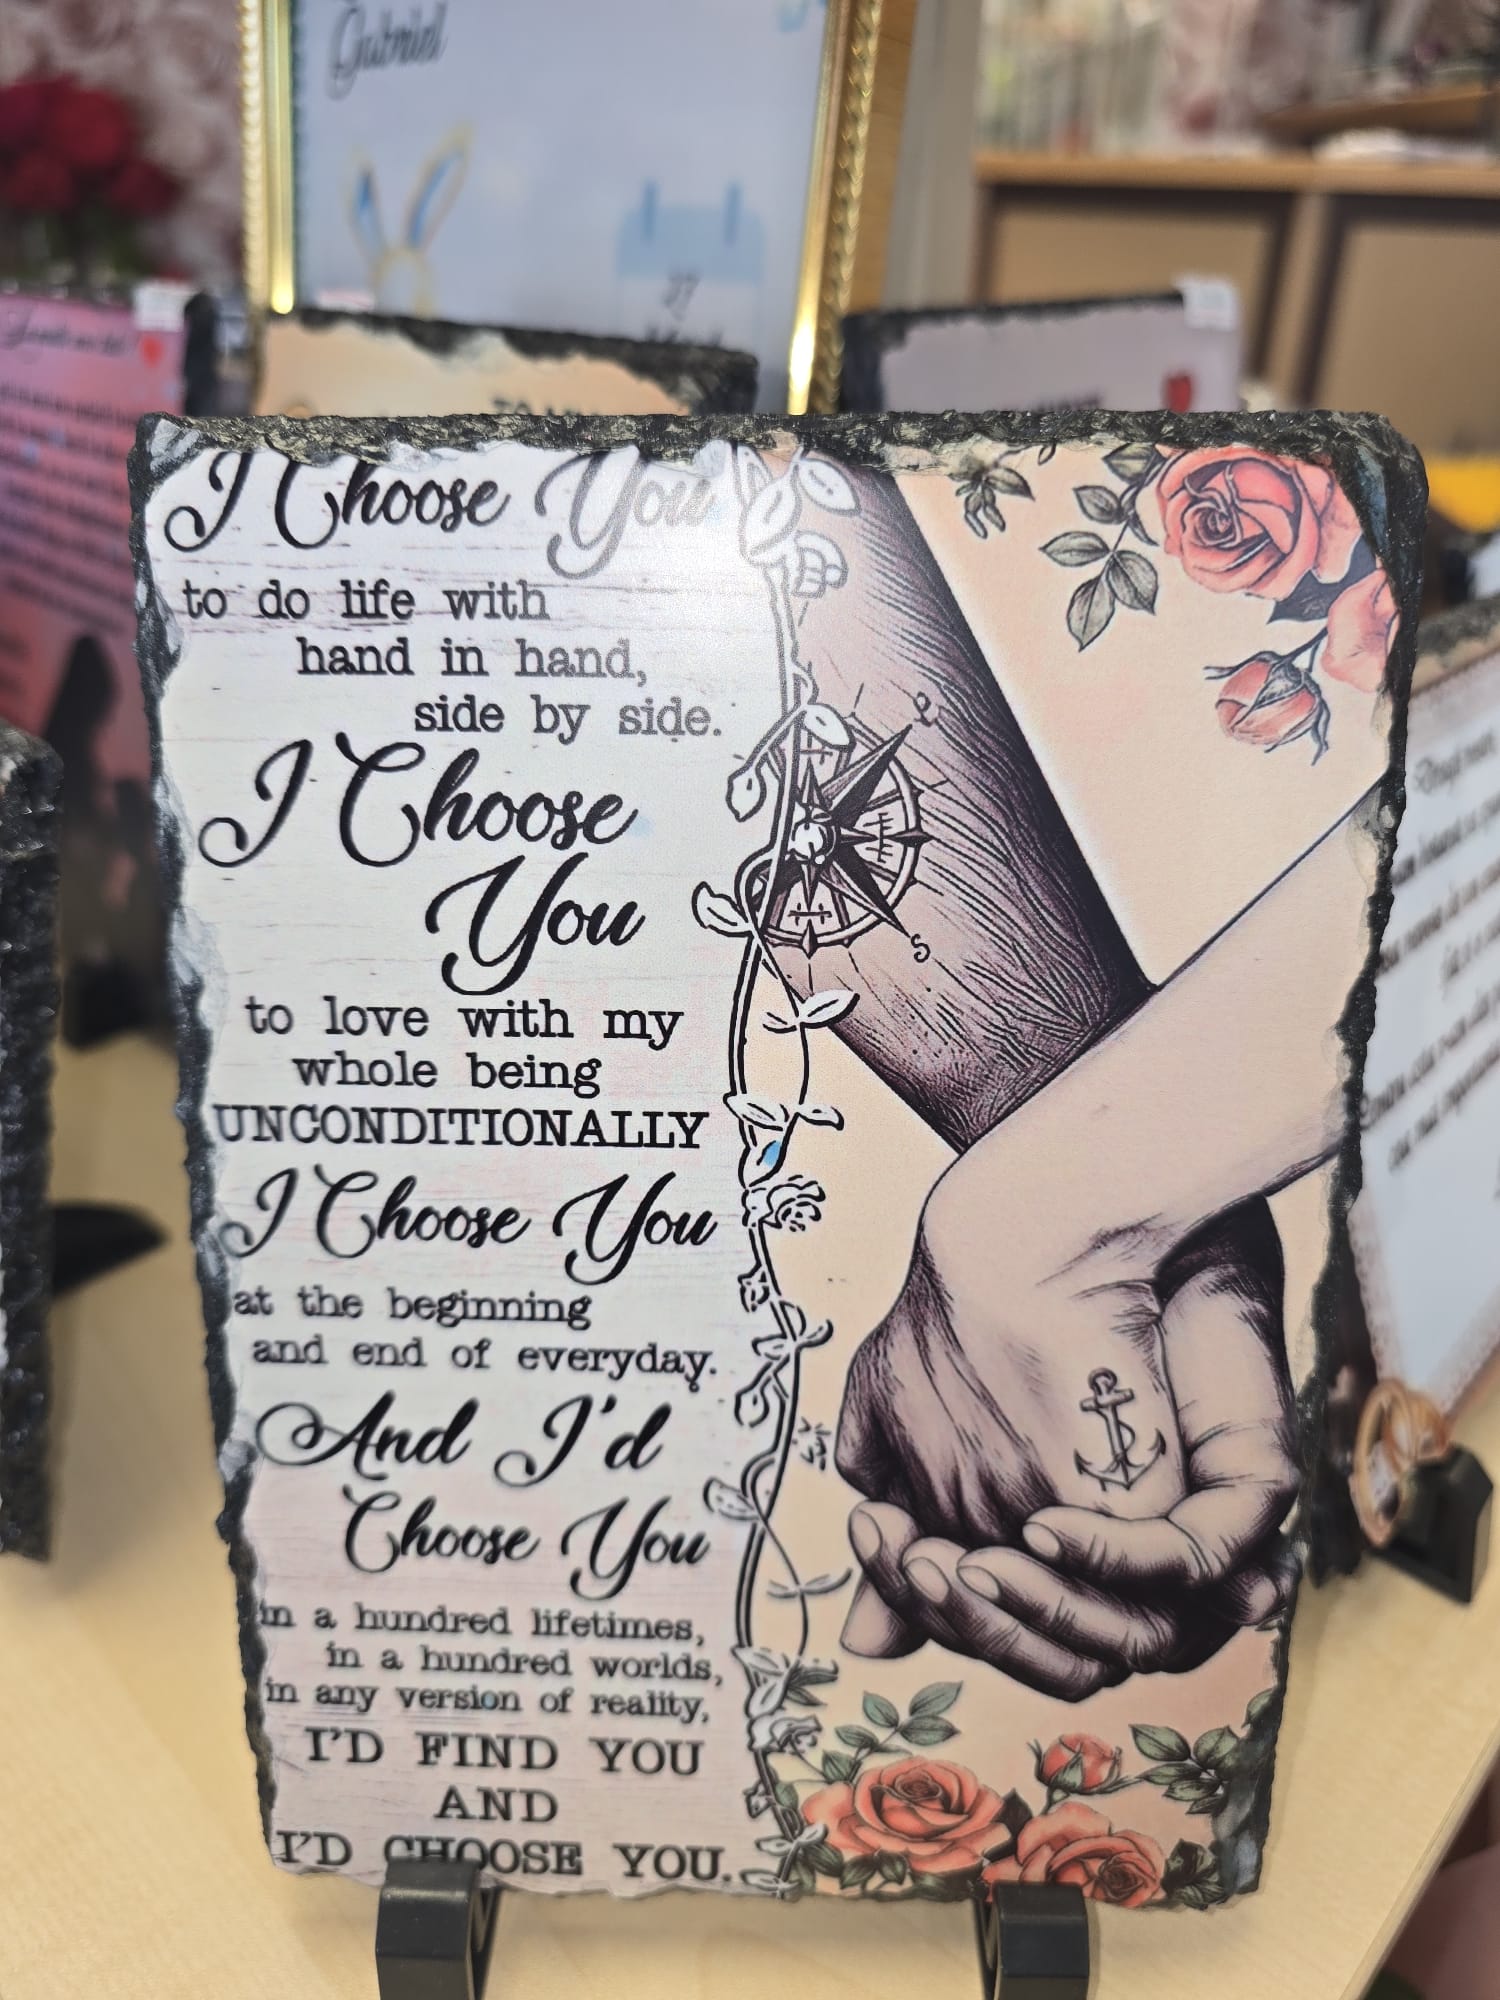 Gabriel
27
I Choose You
to do life with
hand in hand,
side by side.
I Choose
You
to love with my
whole being
UNCONDITIONALLY
I Choose You
at the beginning
and end of everyday.
And I'd
Choose You
in a hundred lifetimes,
in a hundred worlds,
in any version of reality,
I'D FIND YOU
AND
I'D CHOOSE YOU.
S